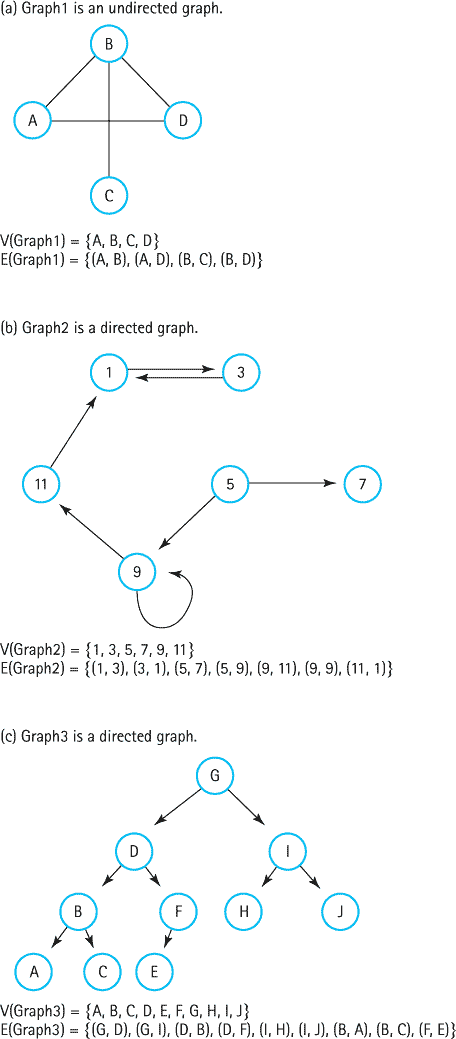 (a) Graph1 is an undirected graph.
B
A D
C
V(Graph1) = {A, B, C, D}
E(Graph1) = {(A, B), (A, D), (B, C), (B, D)}
(b) Graph2 is a directed graph.
1 3
11 5 7
9
V(Graph2) = {1, 3, 5, 7, 9, 11}
E(Graph2) = {(1, 3), (3, 1), (5, 7), (5, 9), (9, 11), (9, 9), (11, 1)}
(c) Graph3 is a directed graph.
G
D I
B F H J
A C E
V(Graph3) = {A, B, C, D, E, F, G, H, I, J}
E(Graph3) = {(G, D), (G, I), (D, B), (D, F), (I, H), (I, J), (B, A), (B, C), (F, E)}